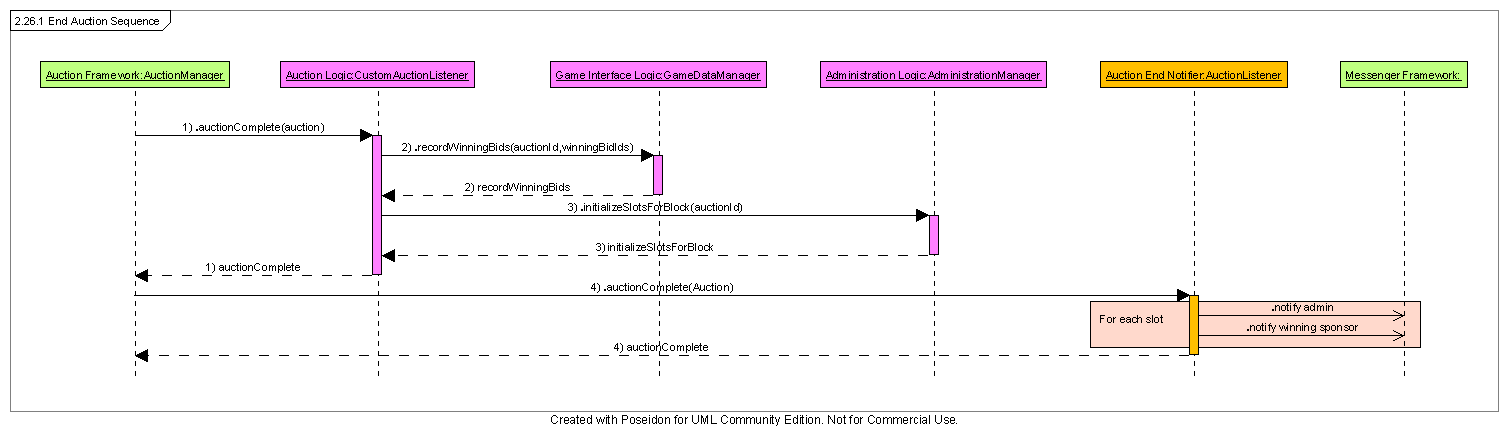 2.26.1 End Auction Sequence
Auction Framework:AuctionManager
Auction Logic:CustomAuctionListener
Game Interface Logic:GameDataManager
Administration Logic:AdministrationManager
Auction End Notifier:AuctionListener
Messenger Framework:
1) .auctionComplete(auction)
2) .recordWinningBids(auctionId,winningBidIds)
2) recordWinningBids
3) .initializeSlotsForBlock(auctionId)
3) initializeSlotsForBlock
1) auctionComplete
4) .auctionComplete(Auction)
For each slot
.notify admin
.notify winning sponsor
4) auctionComplete
Created with Poseidon for UML Community Edition. Not for Commercial Use.